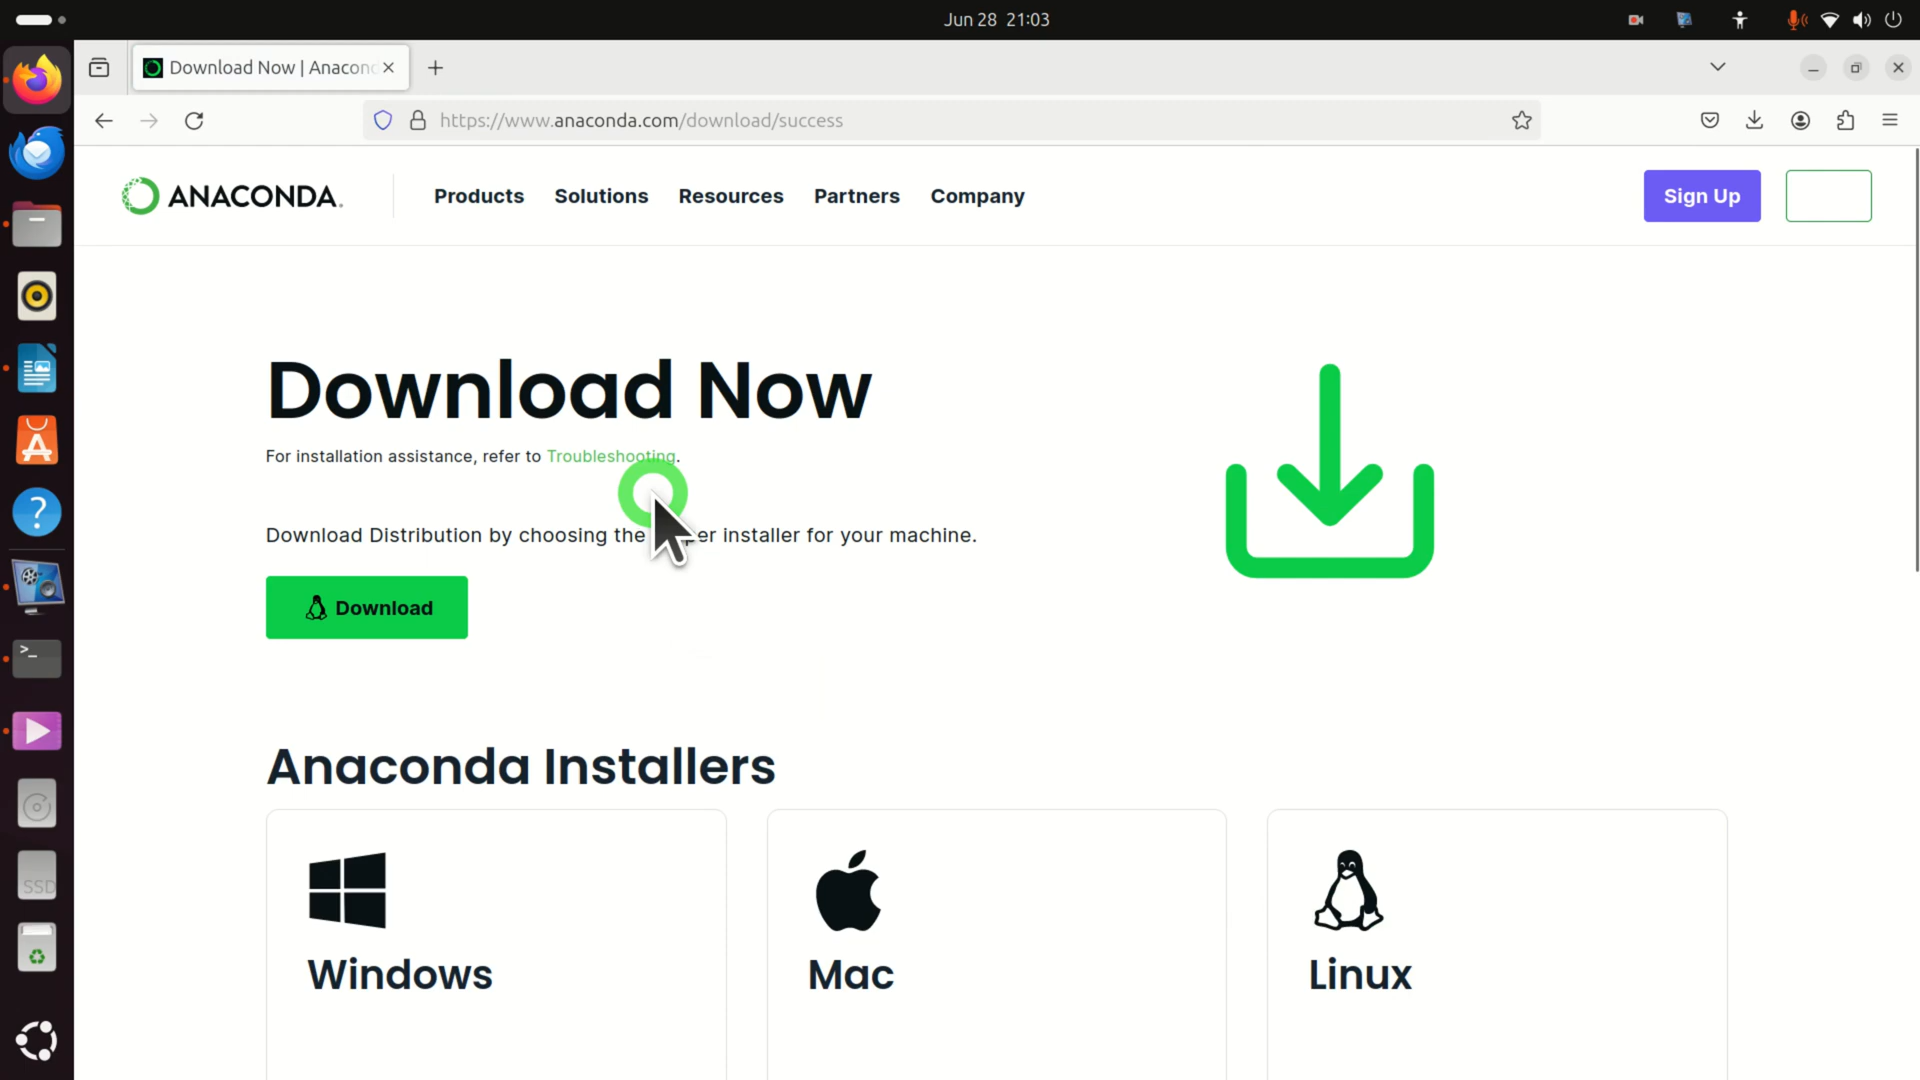 Jun 28 21:03
Download Now | Anacon
https://www.anaconda.com/download/success
ANACONDA.
Products Solutions Resources Partners Company
Sign Up
Download Now
For installation assistance, refer to Troubleshooting.
Download Distribution by choosing the per installer for your machine.
Download
Anaconda Installers
Windows
Mac
Linux
SSD